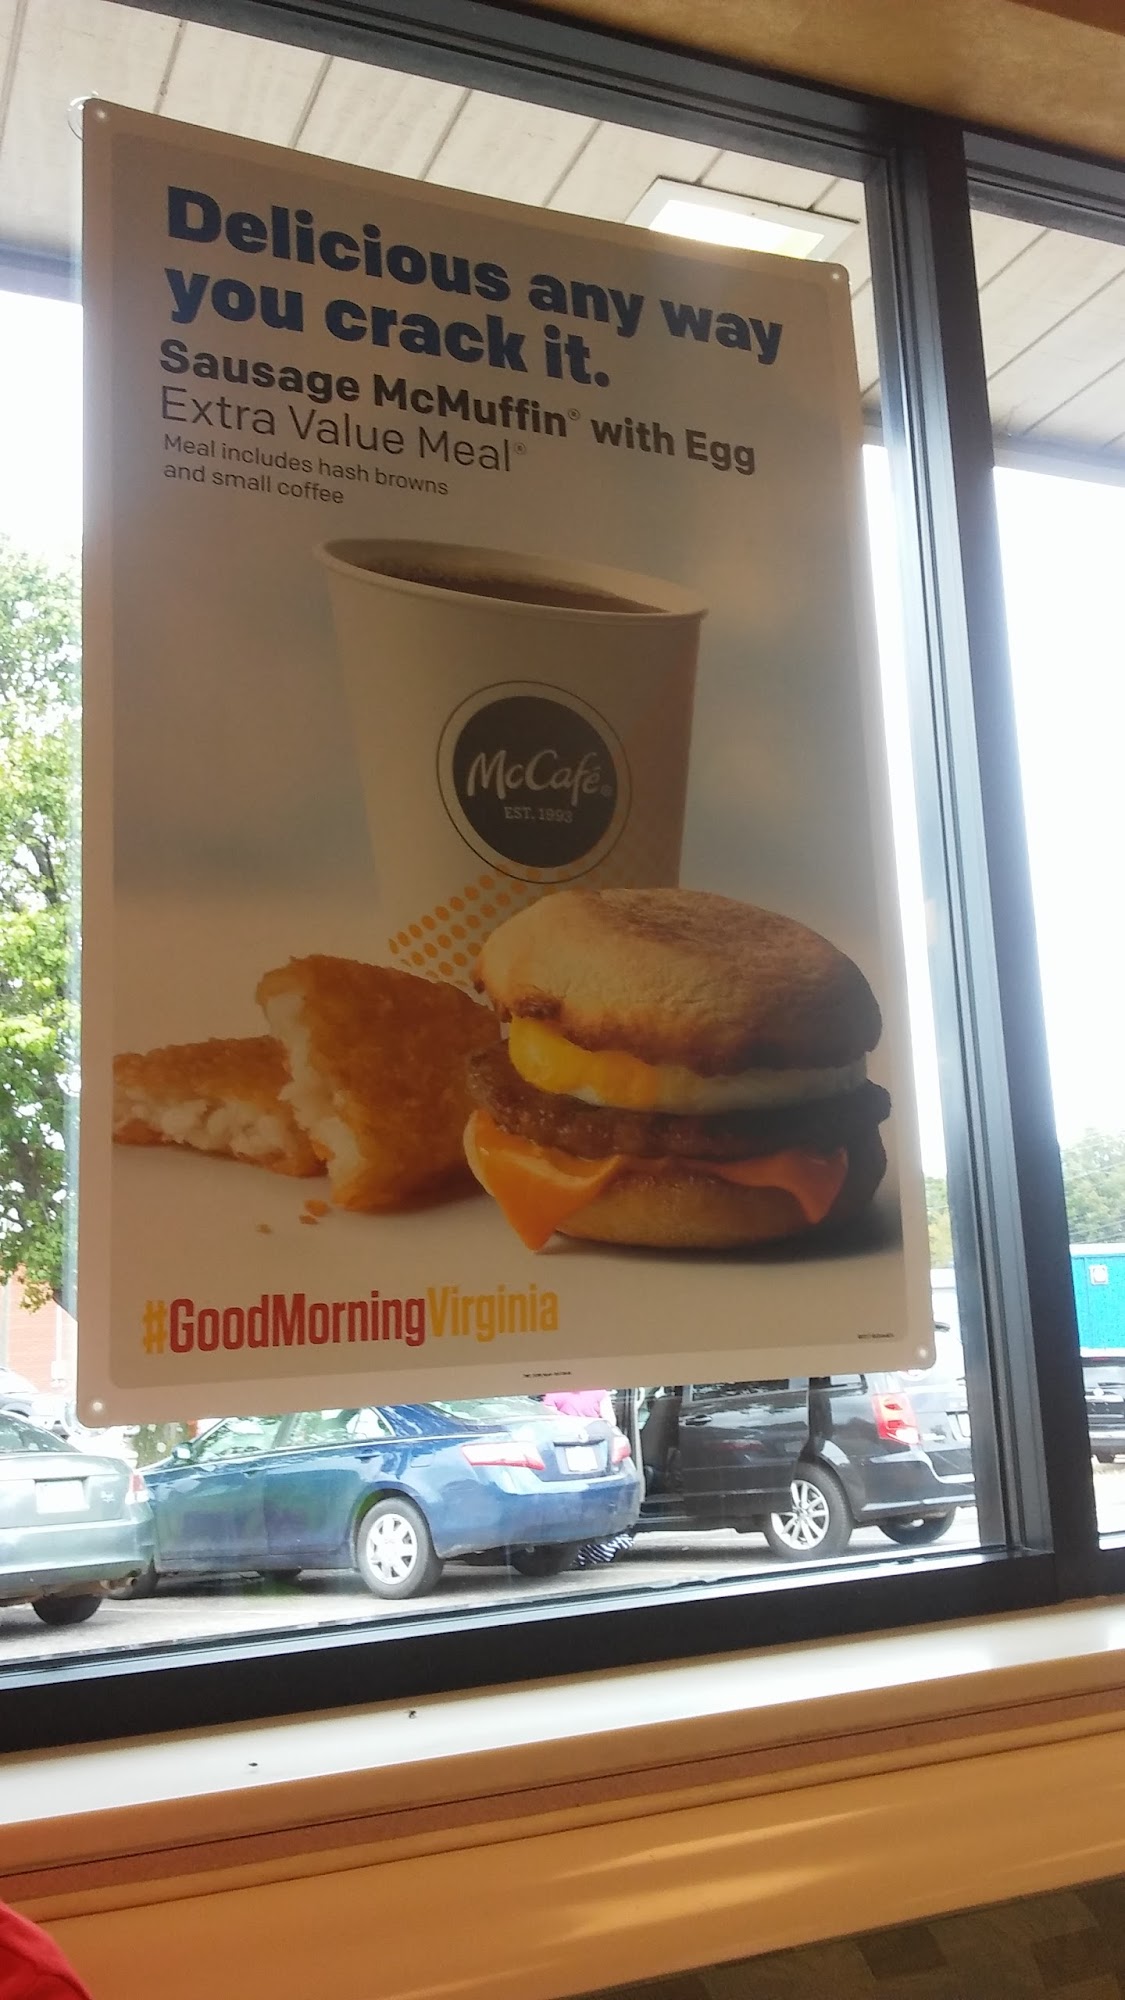 Delicious any way
you crack it.
Sausage McMuffin® with Egg
Extra Value Meal®
Meal includes hash browns
and small coffee
McCafé®
EST. 1993
#GoodMorningVirginia